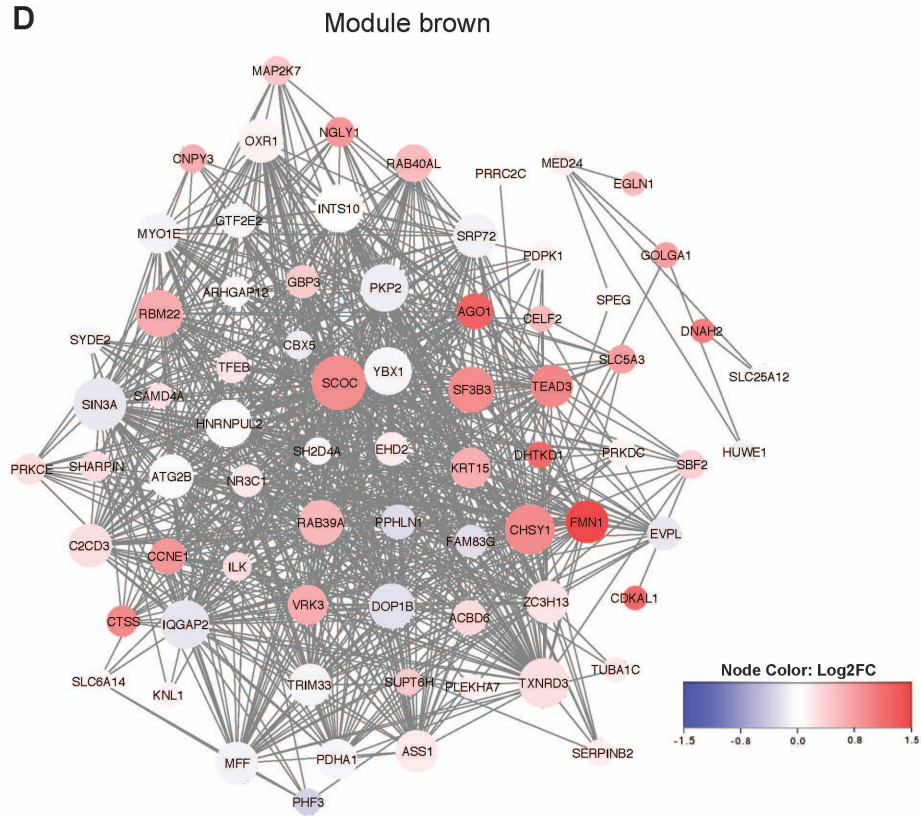 D
Module brown
MAP2K7
NGLY1
OXR1
CNPY3
RAB40AL
MED24
PRRC2C
EGLN1
INTS10
GTF2E2
MYO1E
SRP72
PDPK1
GOLGA1
GBP3
PKP2
ARHGAP12
SPEG
AGO1
RBM22
CELF2
DNAH2
SYDE2
CBX5
SLC5A3
TFEB
YBX1
SLC25A12
SCOC
SF3B3
TEAD3
SAMD4A
SIN3A
HNRNPUL2
SH2D4A
EHD2
DHTKD1
PRKDC
HUWE1
PRKCE
SHARPIN
KRT15
SBF2
ATG2B
NR3C1
RAB39A
PPHLN1
FMN1
CHSY1
EVPL
FAM83G
C2CD3
CCNE1
ILK
CDKAL1
VRK3
DOP1B
ZC3H13
ACBD6
CTSS
IQGAP2
TUBA1C
SLC6A14
TRIM33
SUPT6H
PLEKHA7
TXNRD3
KNL1
Node Color: Log2FC
-1.5
-0.8
0.0
0.8
1.5
ASS1
SERPINB2
PDHA1
MFF
PHF3